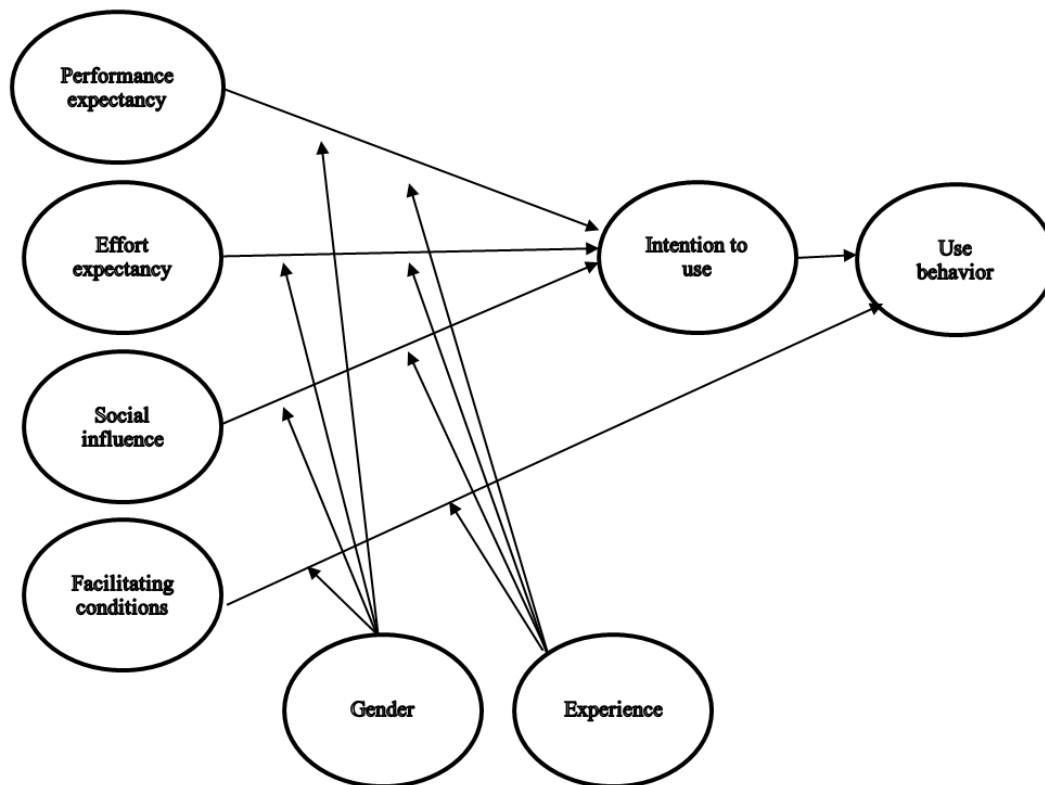 Performance
expectancy
Effort
expectancy
Intention to
use
Use
behavior
Social
influence
Facilitating
conditions
Gender
Experience